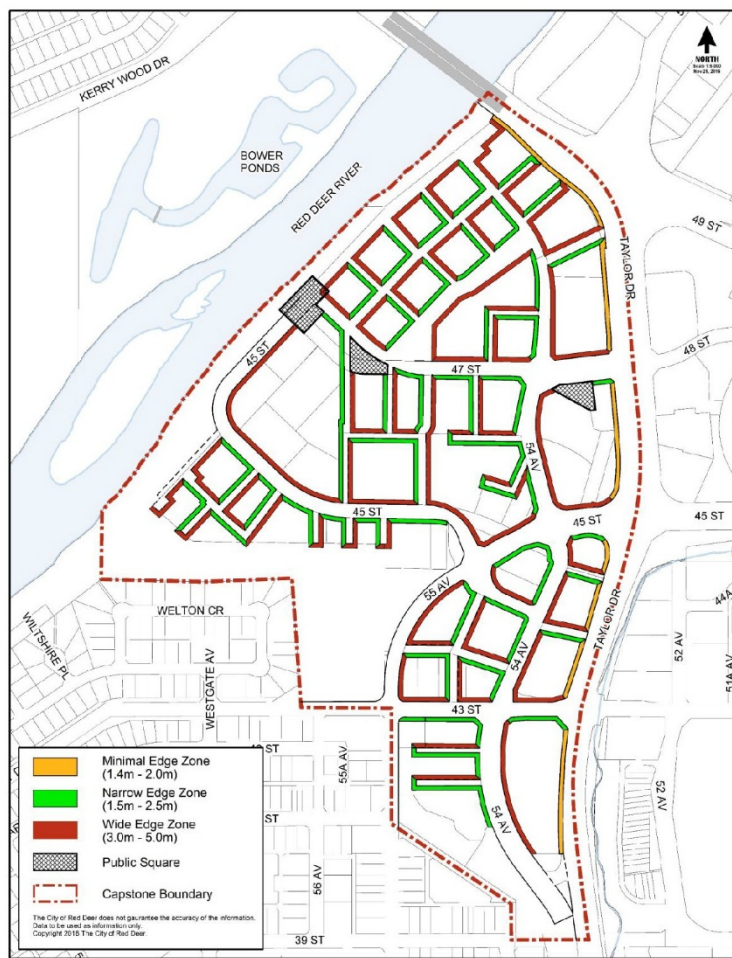 NORTH
KERRY WOOD DR
BOWER
PONDS
RED DEER RIVER
49 ST
TAYLOR DR
48 ST
45 ST
47 ST
54 AV
45 ST
45 ST
45 ST
55 AV
44A
WELTON CR
WILTSHIRE PL
WESTGATE AV
TAYLOR DR
52 AV
51A AV
54 AV
43 ST
55A AV
ST
52 AV
54 AV
56 AV
39 ST
Minimal Edge Zone
(1.4m - 2.0m)
Narrow Edge Zone
(1.5m - 2.5m)
Wide Edge Zone
(3.0m - 5.0m)
Public Square
Capstone Boundary
The City of Red Deer does not gaurantee the accuracy of the information.
Data to be used as information only.
Copyright 2015 The City of Red Deer.